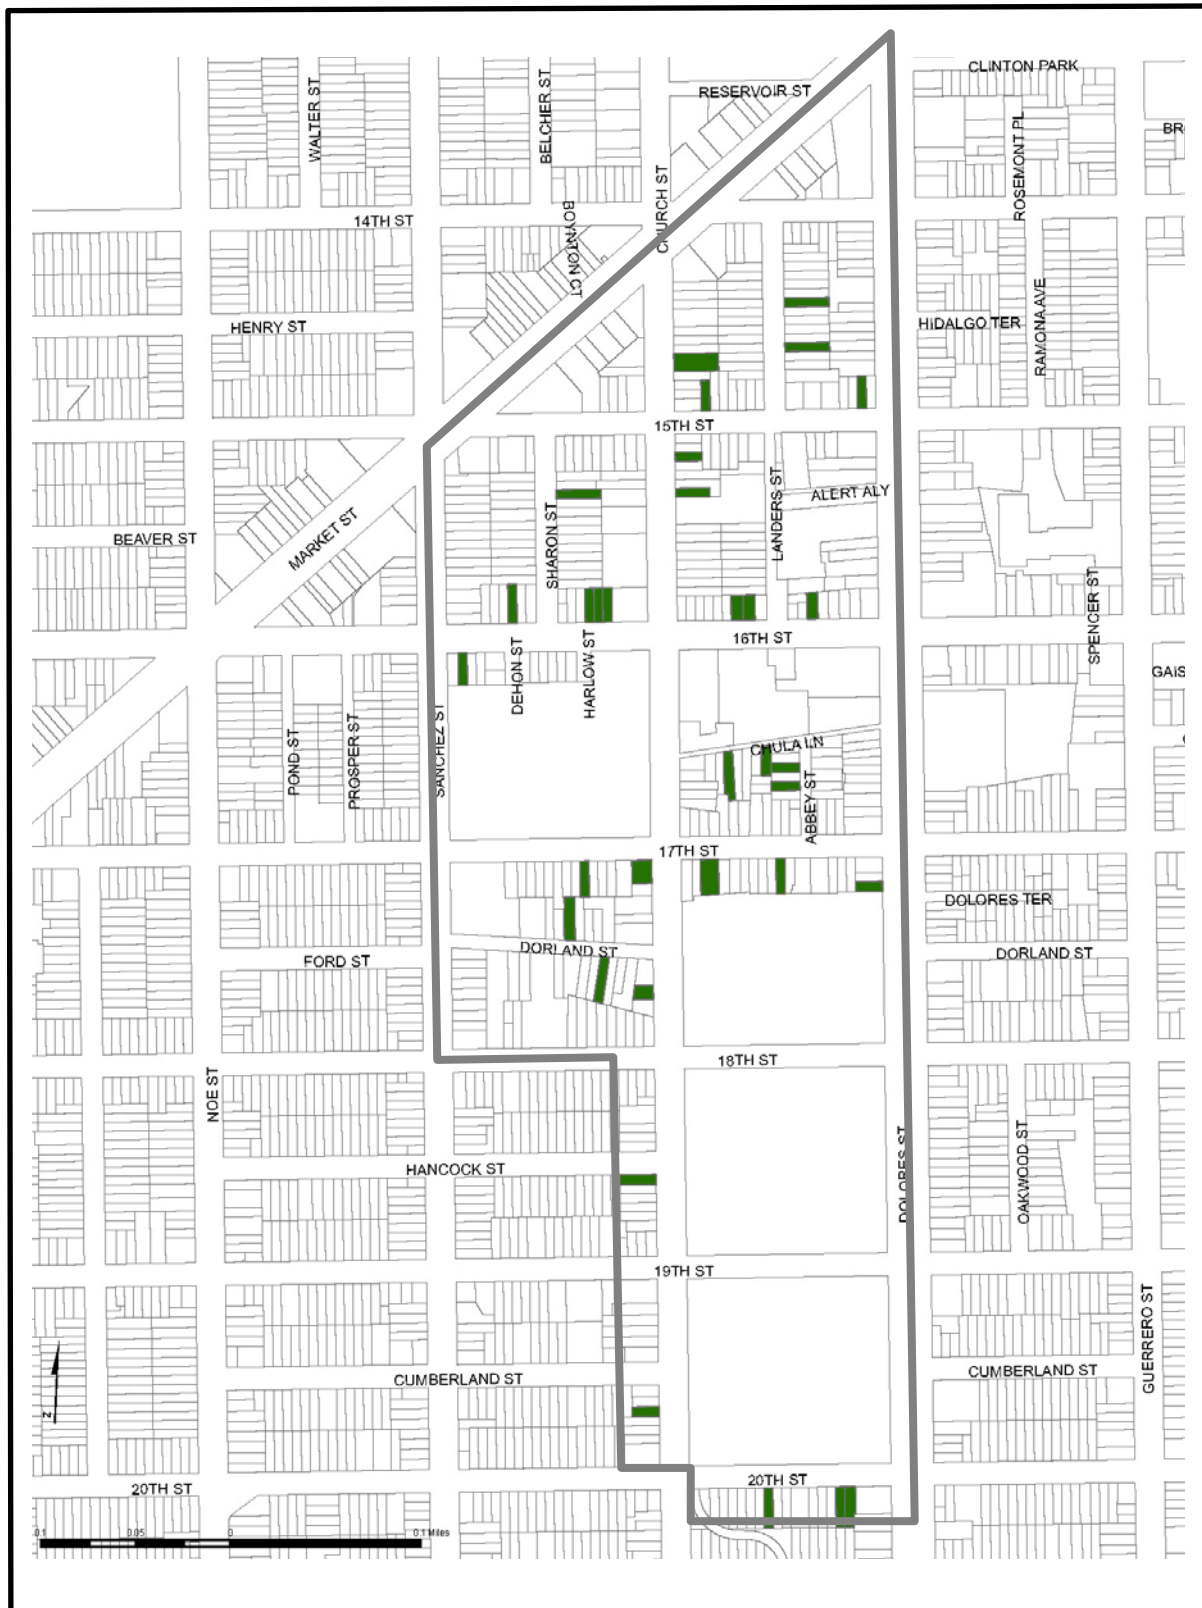 CLINTON PARK
RESERVOIR ST
WALTER ST
BELCHER ST
ROSEMONT PL
BR
CHURCH ST
14TH ST
BOYNTON CT
HENRY ST
HIDALGO TER
RAMONA AVE
15TH ST
LANDERS ST
ALERT ALY
BEAVER ST
MARKET ST
SHARON ST
SPENCER ST
16TH ST
DEHON ST
HARLOW ST
GAIS
SANCHEZ ST
POND ST
PROSPER ST
CHULA LN
ABBEY ST
17TH ST
DOLORES TER
DORLAND ST
DORLAND ST
FORD ST
18TH ST
NOE ST
HANCOCK ST
DOLORES ST
OAKWOOD ST
19TH ST
GUERRERO ST
CUMBERLAND ST
CUMBERLAND ST
Z
20TH ST
20TH ST
0.1 0.05 0 0.1 Miles